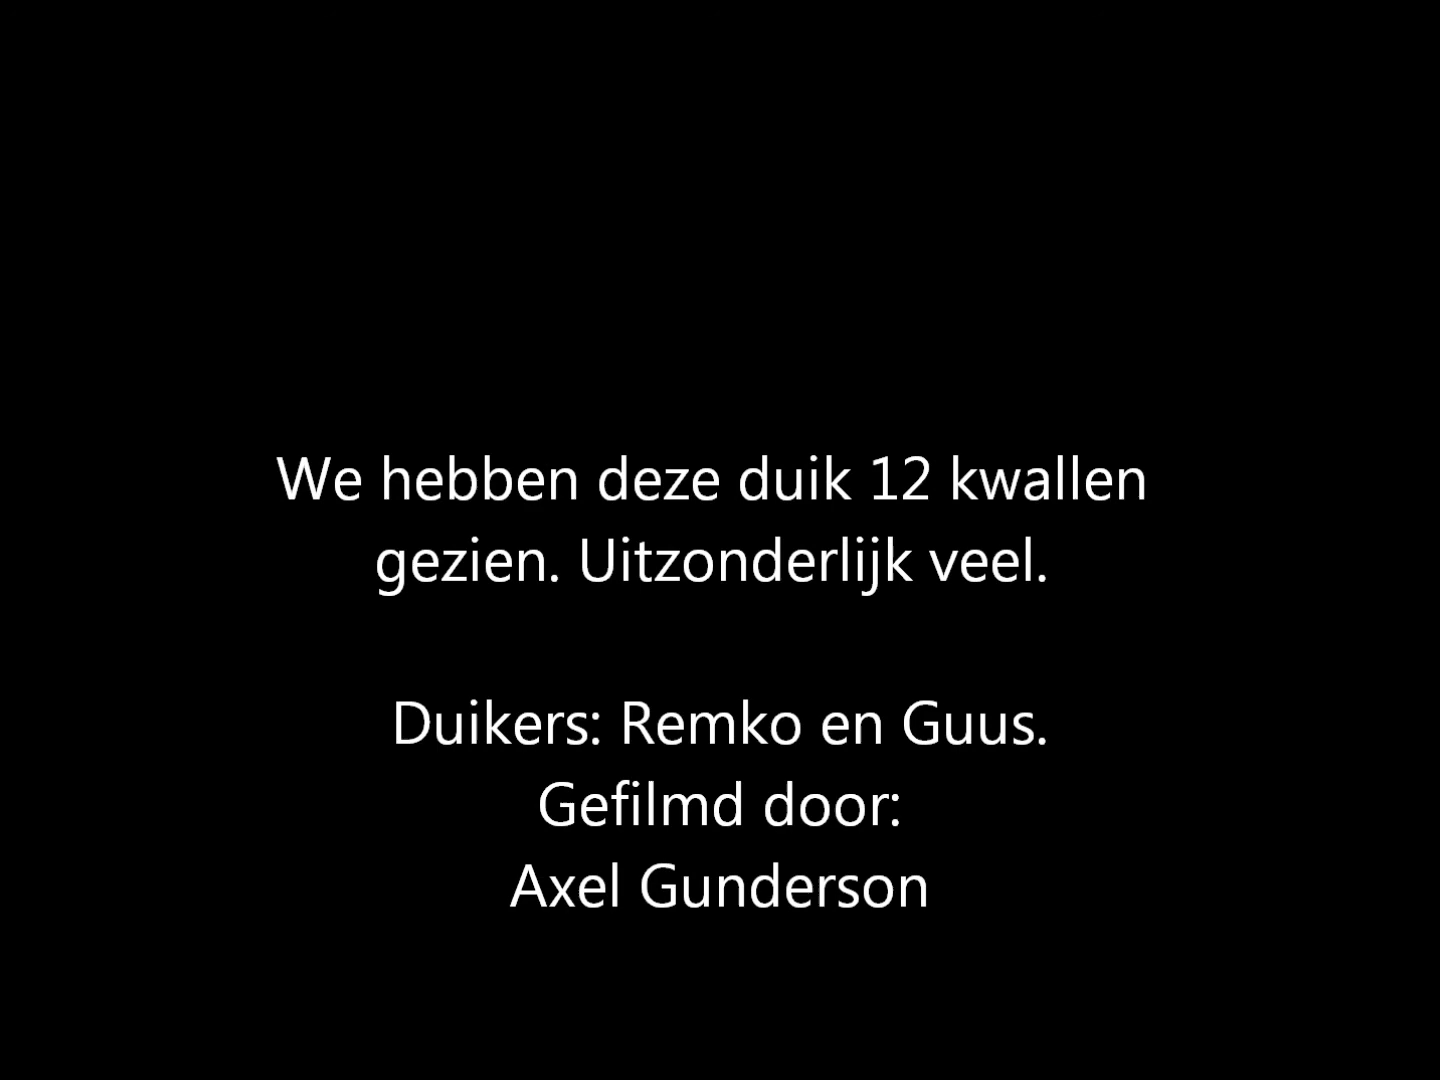 We hebben deze duik 12 kwallen
gezien. Uitzonderlijk veel.
Duikers: Remko en Guus.
Gefilmd door:
Axel Gunderson